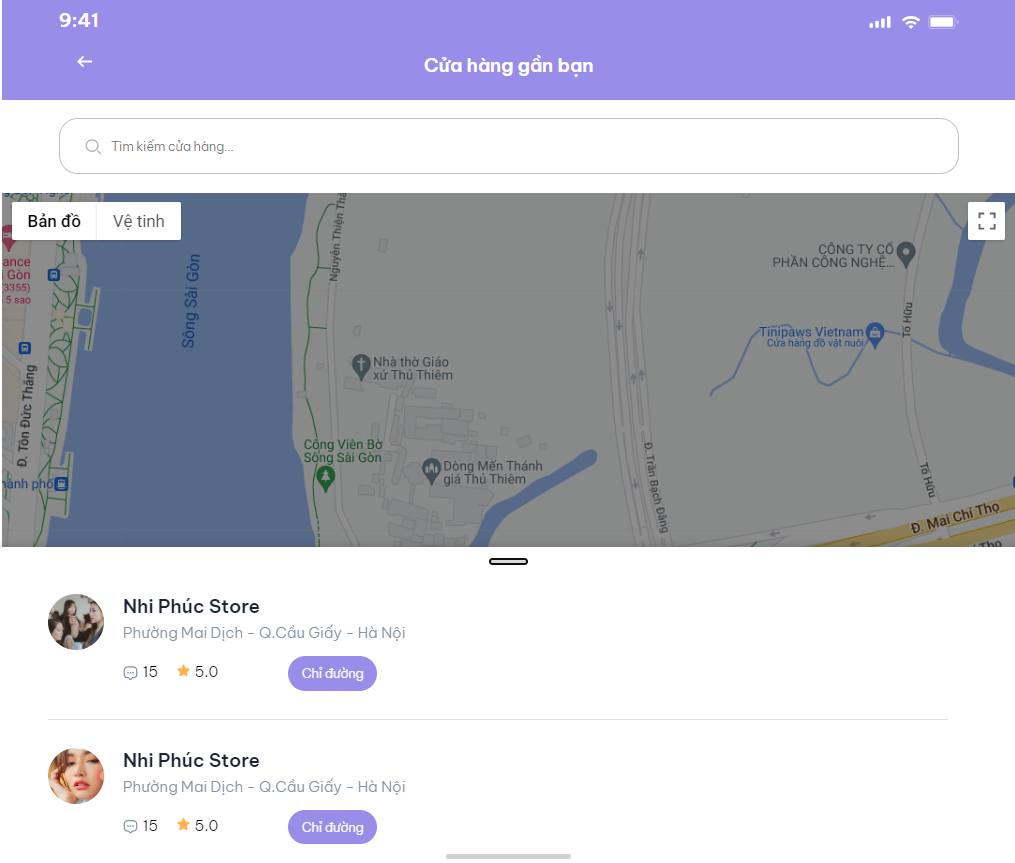 9:41
Cửa hàng gần bạn
Tìm kiếm cửa hàng...
Bản đồ
Vệ tinh
ance
i Gòn
(3355)
5 sao
Sông Sài Gòn
Nguyễn Thiện Thà
CÔNG TY CỔ
PHẦN CÔNG NGHỆ...
Tố Hữu
Tinipaws Vietnam
Cửa hàng đồ vật nuôi
Nhà thờ Giáo
xứ Thủ Thiêm
Đ. Tôn Đức Thắng
Công Viên Bờ
Sông Sài Gòn
Dòng Mến Thánh
giá Thủ Thiêm
Đ. Trần Bạch Đằng
Tố Hữu
hành phố
Đ. Mai Chí Thọ
Thọ
Nhi Phúc Store
Phường Mai Dịch - Q.Cầu Giấy - Hà Nội
15
5.0
Chỉ đường
Nhi Phúc Store
Phường Mai Dịch - Q.Cầu Giấy - Hà Nội
15
5.0
Chỉ đường